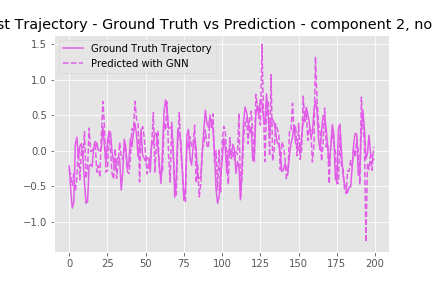 st Trajectory - Ground Truth vs Prediction - component 2, no
Ground Truth Trajectory
Predicted with GNN
1.5
1.0
0.5
0.0
−0.5
−1.0
0 25 50 75 100 125 150 175 200